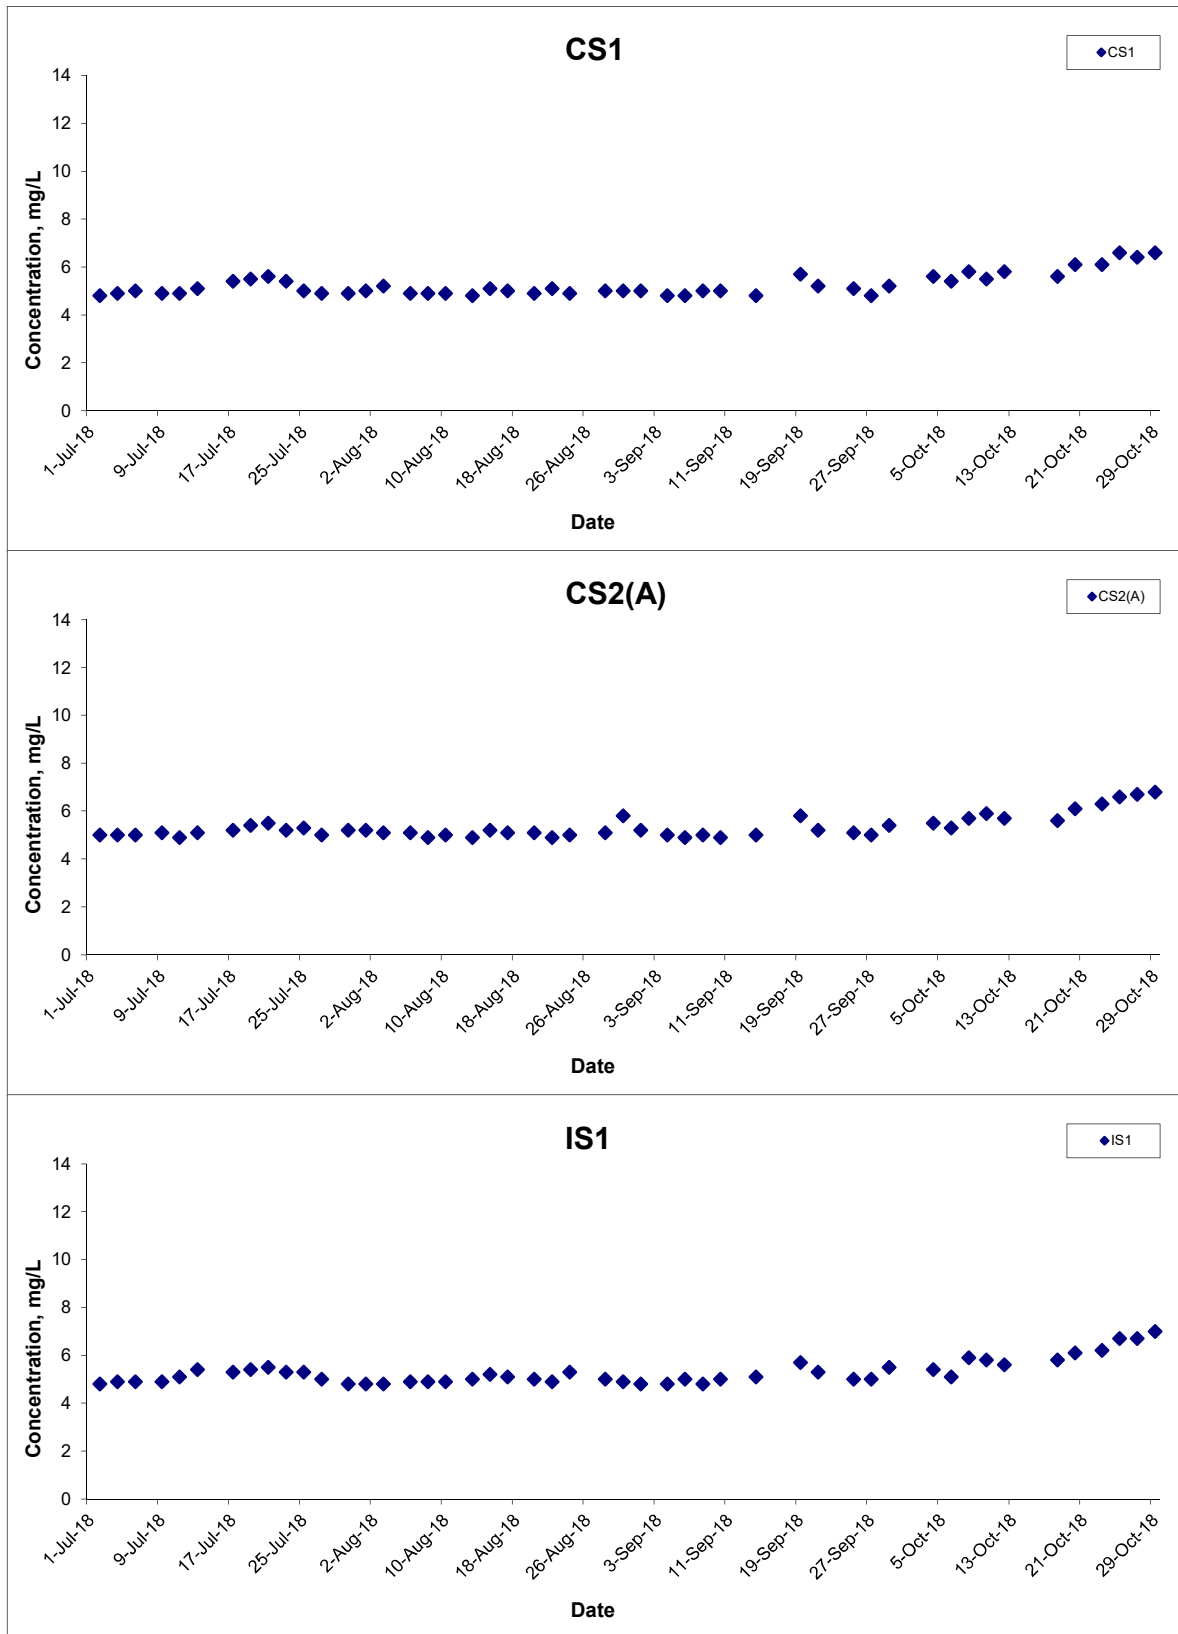 CS1
CS1
14
12
10
8
6
4
2
0
Concentration, mg/L
1-Jul-18
9-Jul-18
17-Jul-18
25-Jul-18
2-Aug-18
10-Aug-18
18-Aug-18
26-Aug-18
3-Sep-18
11-Sep-18
19-Sep-18
27-Sep-18
5-Oct-18
13-Oct-18
21-Oct-18
29-Oct-18
Date
CS2(A)
CS2(A)
14
12
10
8
6
4
2
0
Concentration, mg/L
1-Jul-18
9-Jul-18
17-Jul-18
25-Jul-18
2-Aug-18
10-Aug-18
18-Aug-18
26-Aug-18
3-Sep-18
11-Sep-18
19-Sep-18
27-Sep-18
5-Oct-18
13-Oct-18
21-Oct-18
29-Oct-18
Date
IS1
IS1
14
12
10
8
6
4
2
0
Concentration, mg/L
1-Jul-18
9-Jul-18
17-Jul-18
25-Jul-18
2-Aug-18
10-Aug-18
18-Aug-18
26-Aug-18
3-Sep-18
11-Sep-18
19-Sep-18
27-Sep-18
5-Oct-18
13-Oct-18
21-Oct-18
29-Oct-18
Date